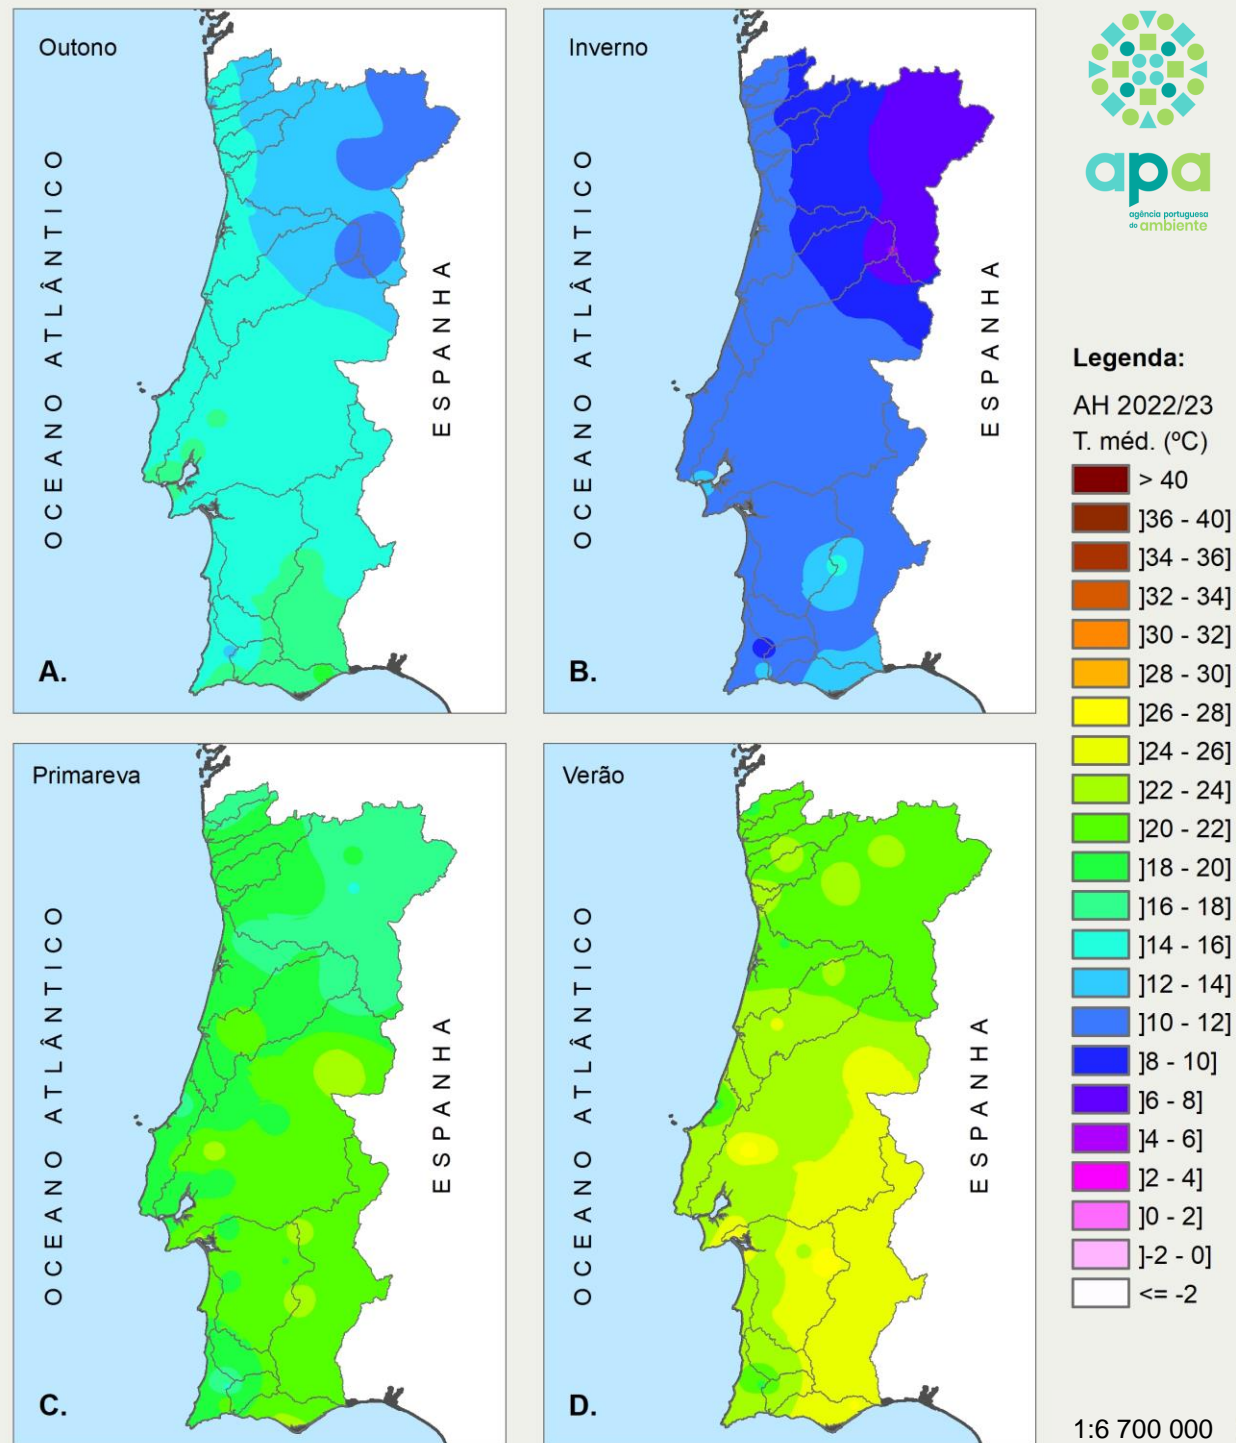 Outono
OCEANO ATLÂNTICO
ESPANHA
A.
Inverno
OCEANO ATLÂNTICO
ESPANHA
B.
Primareva
OCEANO ATLÂNTICO
ESPANHA
C.
Verão
OCEANO ATLÂNTICO
ESPANHA
D.
apa
agência portuguesa
do ambiente
Legenda:
AH 2022/23
T. méd. (ºC)
> 40
]36 - 40]
]34 - 36]
]32 - 34]
]30 - 32]
]28 - 30]
]26 - 28]
]24 - 26]
]22 - 24]
]20 - 22]
]18 - 20]
]16 - 18]
]14 - 16]
]12 - 14]
]10 - 12]
]8 - 10]
]6 - 8]
]4 - 6]
]2 - 4]
]0 - 2]
]-2 - 0]
<= -2
1:6 700 000